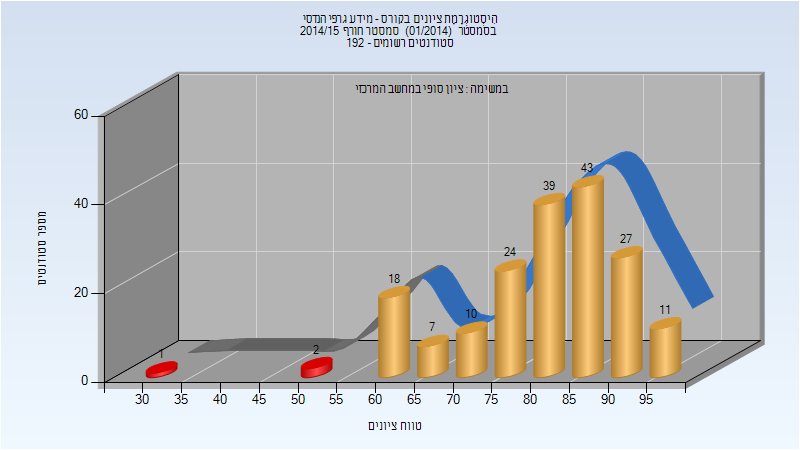 היסטוגרמת ציונים בקורס - מידע גרפי תנדסי
בסמסטר (01/2014) סמסטר חורף 2014/15
סטודנטים רשומים - 192
במשימה : ציון סופי במחשב המרכזי
60
40
20
0
מספר סטודנטים
1
2
18
7
10
24
39
43
27
11
30 35 40 45 50 55 60 65 70 75 80 85 90 95
טווח ציונים